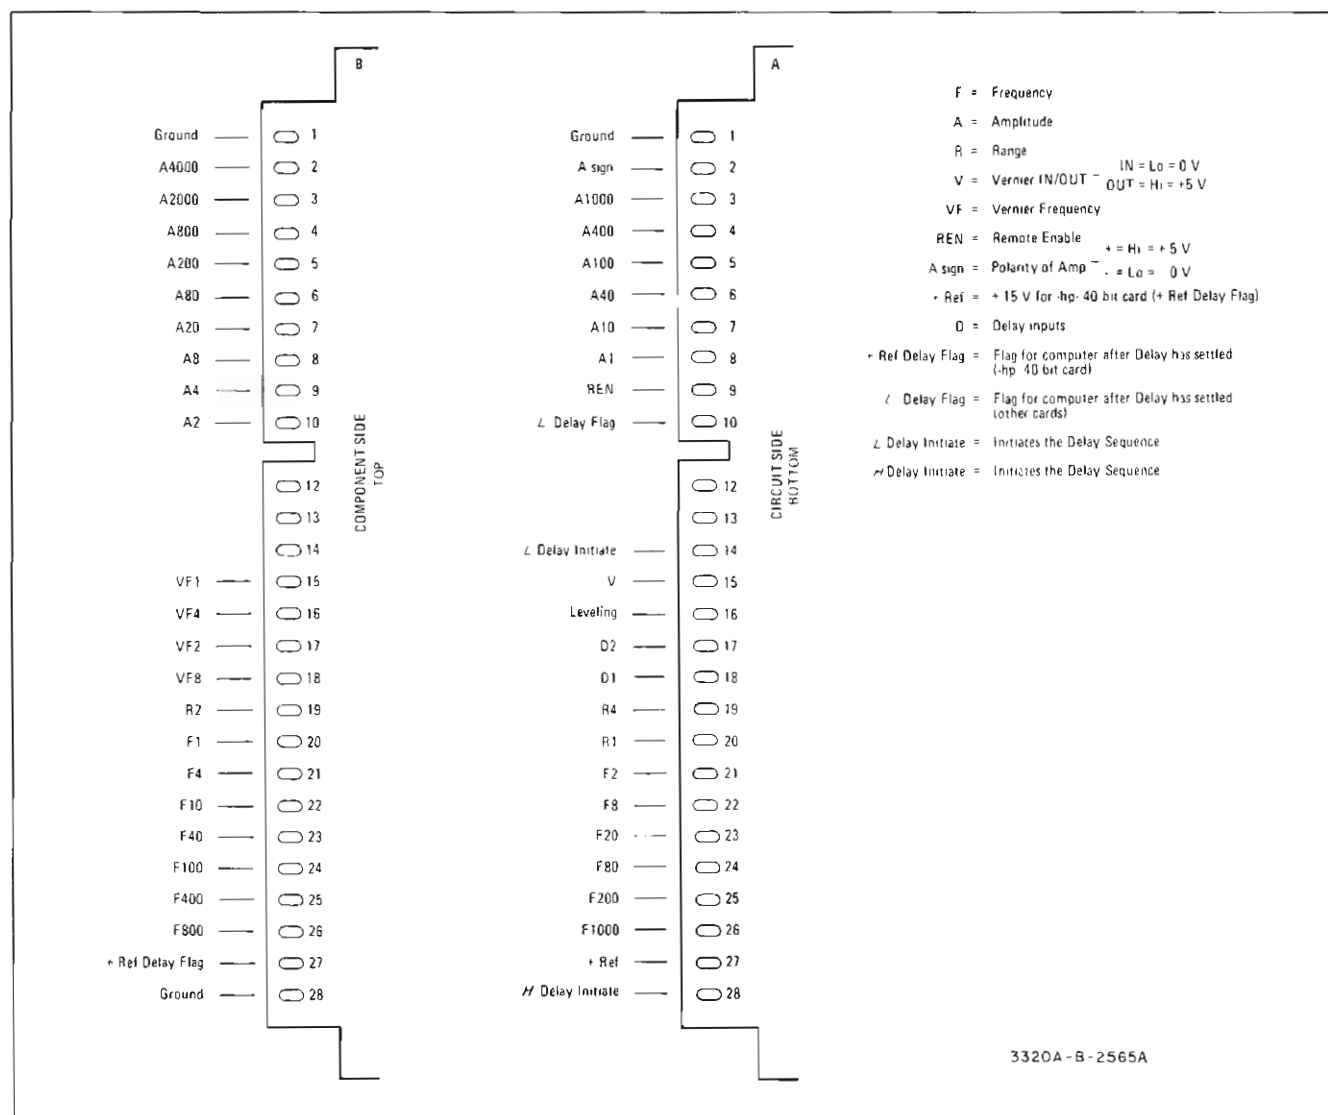 B
Ground 1
A4000 2
A2000 3
A800 4
A200 5
A80 6
A20 7
A8 8
A4 9
A2 10
12
13
14
VF1 15
VF4 16
VF2 17
VF8 18
R2 19
F1 20
F4 21
F10 22
F40 23
F100 24
F400 25
F800 26
+ Ref Delay Flag 27
Ground 28
COMPONENT SIDE
TOP
A
Ground 1
A sign 2
A1000 3
A400 4
A100 5
A40 6
A10 7
A1 8
REN 9
L Delay Flag 10
12
13
L Delay Initiate 14
V 15
Leveling 16
D2 17
D1 18
R4 19
R1 20
F2 21
F8 22
F20 23
F80 24
F200 25
F1000 26
+ Ref 27
H Delay Initiate 28
CIRCUIT SIDE
BOTTOM
F = Frequency
A = Amplitude
R = Range
V = Vernier IN/OUT – IN = Lo = 0 V
OUT = Hi = +5 V
VF = Vernier Frequency
REN = Remote Enable
A sign = Polarity of Amp – + = Hi = + 5 V
- = Lo = 0 V
+ Ref = + 15 V for -hp- 40 bit card (+ Ref Delay Flag)
D = Delay inputs
+ Ref Delay Flag = Flag for computer after Delay has settled
(-hp- 40 bit card)
L Delay Flag = Flag for computer after Delay has settled
(other cards)
L Delay Initiate = Initiates the Delay Sequence
H Delay Initiate = Initiates the Delay Sequence
3320A-B-2565A